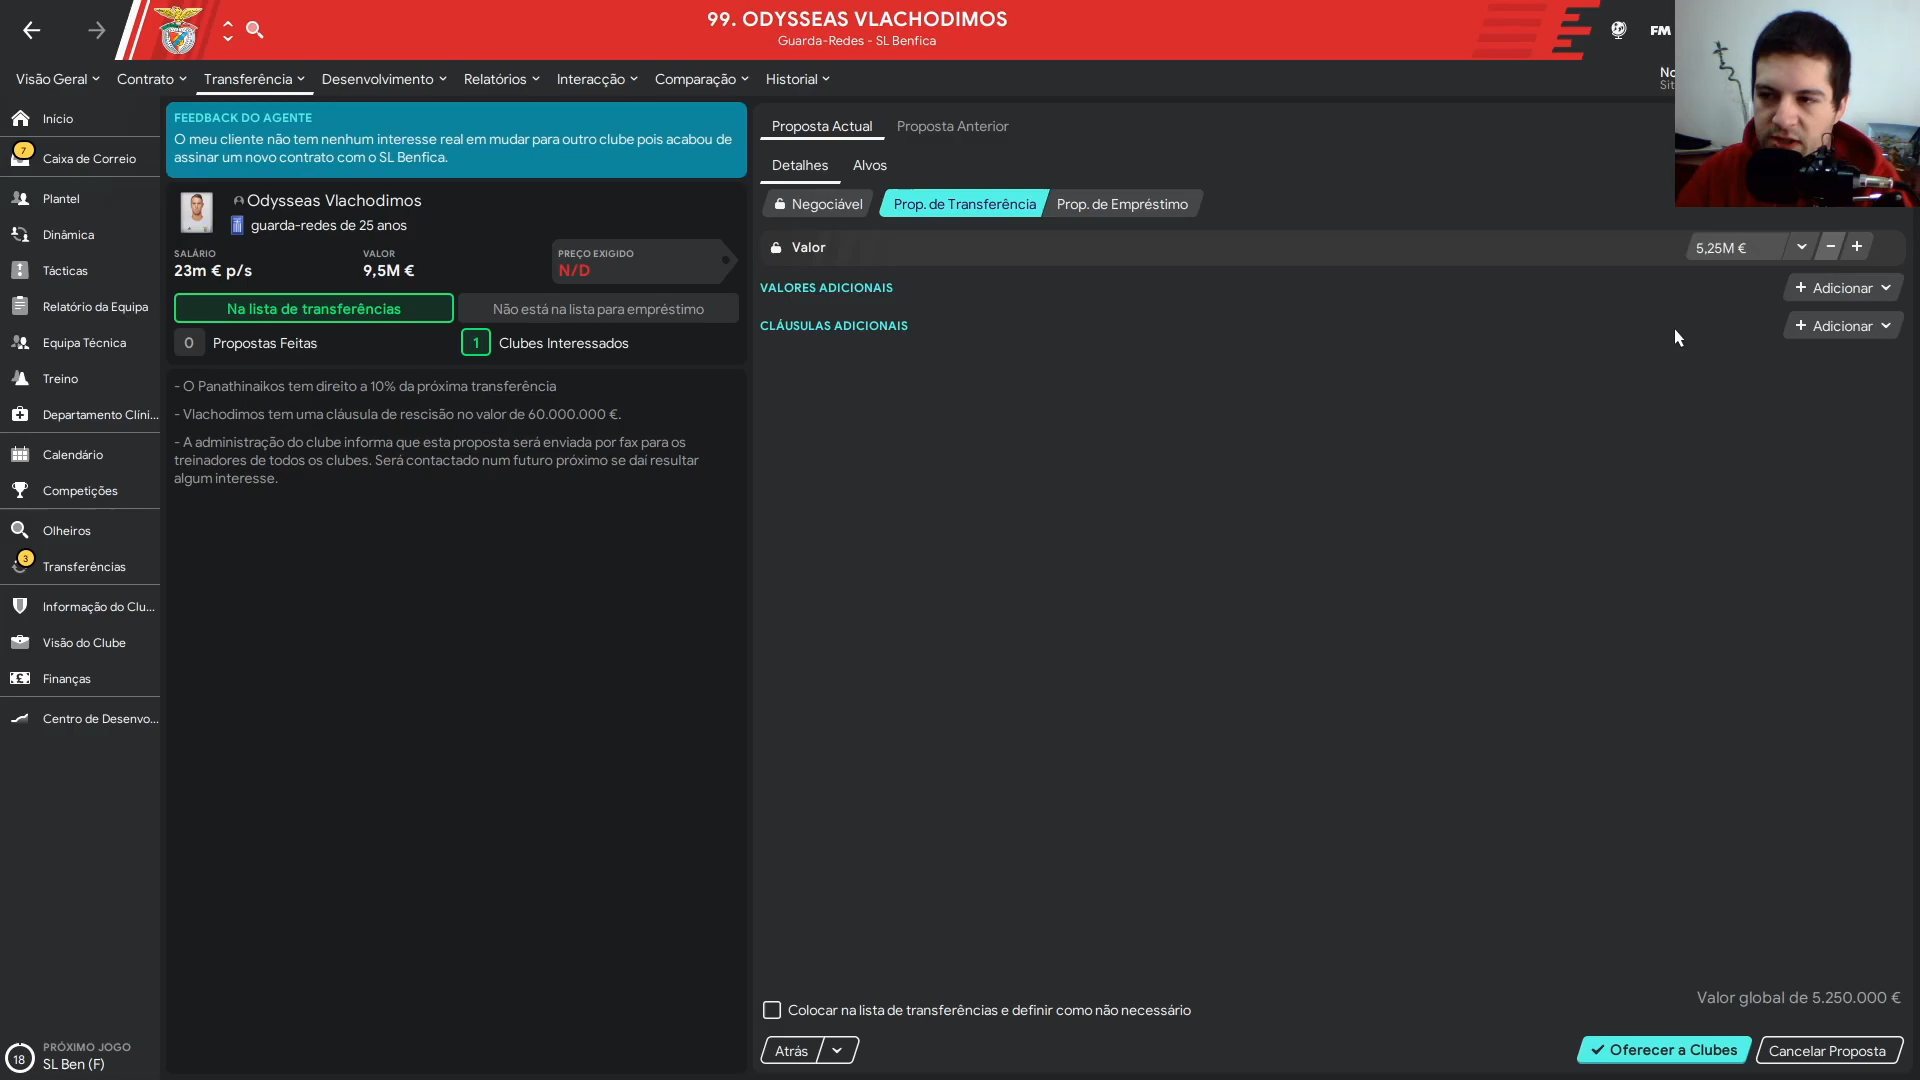 99. ODYSSEAS VLACHODIMOS
Guarda-Redes - SL Benfica
FM
Visão Geral
Contrato
Transferência
Desenvolvimento
Relatórios
Interacção
Comparação
Historial
Início
7
Caixa de Correio
Plantel
Dinâmica
Tácticas
Relatório da Equipa
Equipa Técnica
Treino
Departamento Clíni...
Calendário
Competições
Olheiros
3
Transferências
Informação do Clu...
Visão do Clube
Finanças
Centro de Desenvo...
18
PRÓXIMO JOGO
SL Ben (F)
FEEDBACK DO AGENTE
O meu cliente não tem nenhum interesse real em mudar para outro clube pois acabou de
assinar um novo contrato com o SL Benfica.
Odysseas Vlachodimos
guarda-redes de 25 anos
SALÁRIO
23m € p/s
VALOR
9,5M €
PREÇO EXIGIDO
N/D
Na lista de transferências
Não está na lista para empréstimo
0 Propostas Feitas
1 Clubes Interessados
- O Panathinaikos tem direito a 10% da próxima transferência
- Vlachodimos tem uma cláusula de rescisão no valor de 60.000.000 €.
- A administração do clube informa que esta proposta será enviada por fax para os
treinadores de todos os clubes. Será contactado num futuro próximo se daí resultar
algum interesse.
Proposta Actual
Proposta Anterior
Detalhes
Alvos
Negociável
Prop. de Transferência
Prop. de Empréstimo
Valor
5,25M €
VALORES ADICIONAIS
+ Adicionar
CLÁUSULAS ADICIONAIS
+ Adicionar
Valor global de 5.250.000 €
Colocar na lista de transferências e definir como não necessário
Atrás
Oferecer a Clubes
Cancelar Proposta